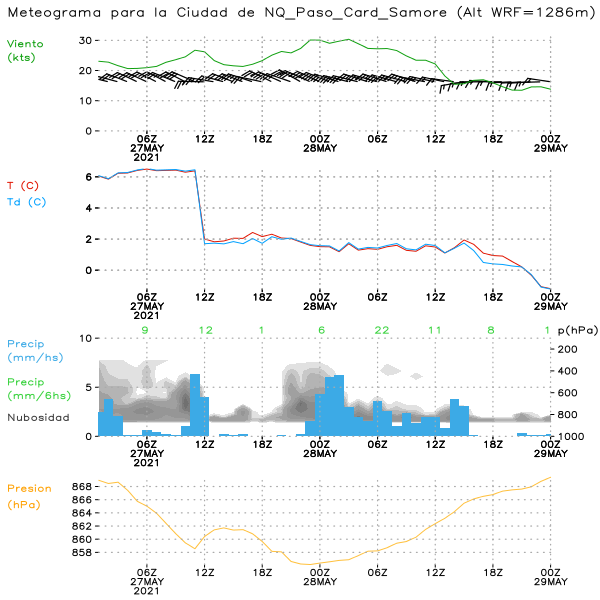 Meteograma para la Ciudad de NQ_Paso_Card_Samore (Alt WRF=1286m)
Viento
(kts)
30
20
10
0
06Z 12Z 18Z 00Z 06Z 12Z 18Z 00Z
27MAY 28MAY 29MAY
2021
T (C)
Td (C)
6
4
2
0
06Z 12Z 18Z 00Z 06Z 12Z 18Z 00Z
27MAY 28MAY 29MAY
2021
9 12 1 6 22 11 8 1 p(hPa)
Precip
(mm/hs)
Precip
(mm/6hs)
Nubosidad
10
5
0
200
400
600
800
1000
06Z 12Z 18Z 00Z 06Z 12Z 18Z 00Z
27MAY 28MAY 29MAY
2021
Presion
(hPa)
868
866
864
862
860
858
06Z 12Z 18Z 00Z 06Z 12Z 18Z 00Z
27MAY 28MAY 29MAY
2021